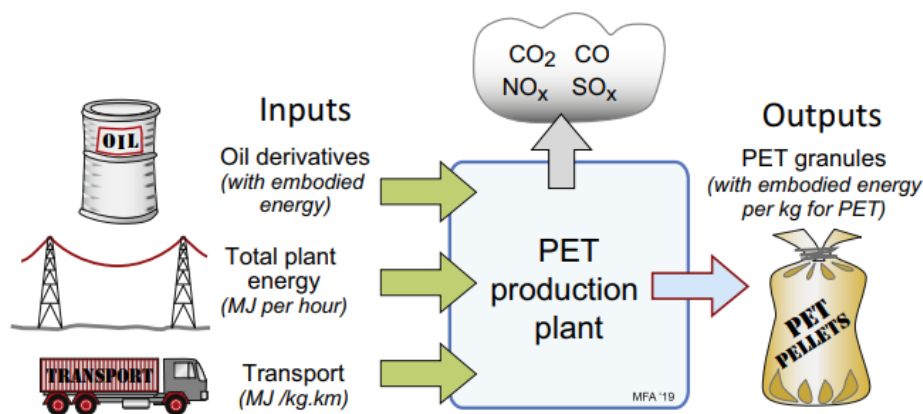 CO2 CO
NOx SOx
Inputs
Outputs
OIL
Oil derivatives
(with embodied
energy)
PET granules
(with embodied energy
per kg for PET)
Total plant
energy
(MJ per hour)
PET
production
plant
PET
PELLETS
TRANSPORT
Transport
(MJ /kg.km)
MFA '19